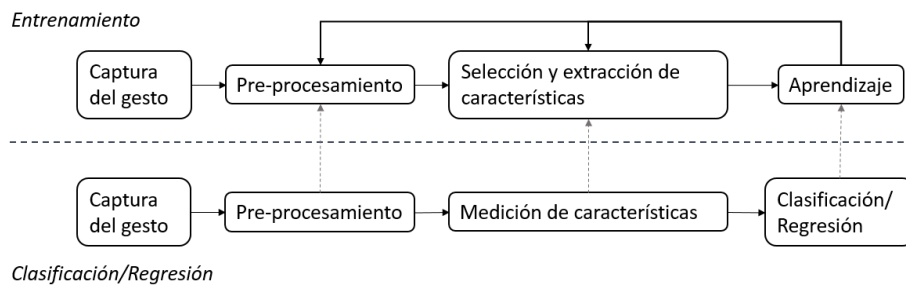 Entrenamiento
Captura
del gesto
Pre-procesamiento
Selección y extracción de
características
Aprendizaje
Captura
del gesto
Pre-procesamiento
Medición de características
Clasificación/
Regresión
Clasificación/Regresión